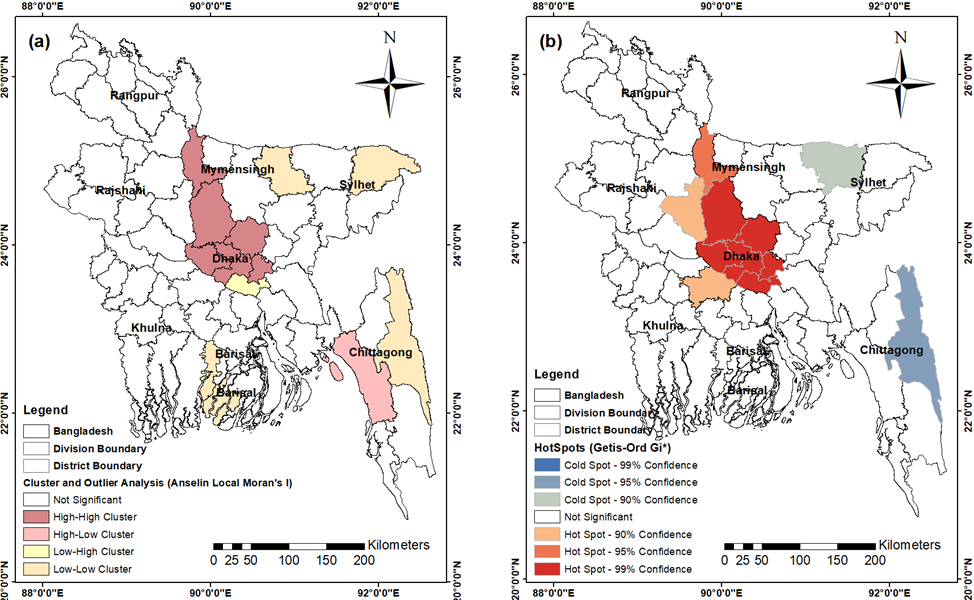 88°0'0"E 90°0'0"E 92°0'0"E
(a)
N
26°0'0"N
24°0'0"N
22°0'0"N
20°0'0"N
Rangpur
Mymensingh
Rajshahi
Sylhet
Dhaka
Khulna
Barisal
Chittagong
Barisal
Legend
Bangladesh
Division Boundary
District Boundary
Cluster and Outlier Analysis (Anselin Local Moran's I)
Not Significant
High-High Cluster
High-Low Cluster
Low-High Cluster
Low-Low Cluster
Kilometers
0 25 50 100 150 200
26°0'0"N
24°0'0"N
22°0'0"N
20°0'0"N
88°0'0"E 90°0'0"E 92°0'0"E
88°0'0"E 90°0'0"E 92°0'0"E
(b)
N
26°0'0"N
24°0'0"N
22°0'0"N
20°0'0"N
Rangpur
Mymensingh
Rajshahi
Sylhet
Dhaka
Khulna
Barisal
Chittagong
Barisal
Legend
Bangladesh
Division Boundary
District Boundary
HotSpots (Getis-Ord Gi*)
Cold Spot - 99% Confidence
Cold Spot - 95% Confidence
Cold Spot - 90% Confidence
Not Significant
Hot Spot - 90% Confidence
Hot Spot - 95% Confidence
Hot Spot - 99% Confidence
Kilometers
0 25 50 100 150 200
26°0'0"N
24°0'0"N
22°0'0"N
20°0'0"N
88°0'0"E 90°0'0"E 92°0'0"E